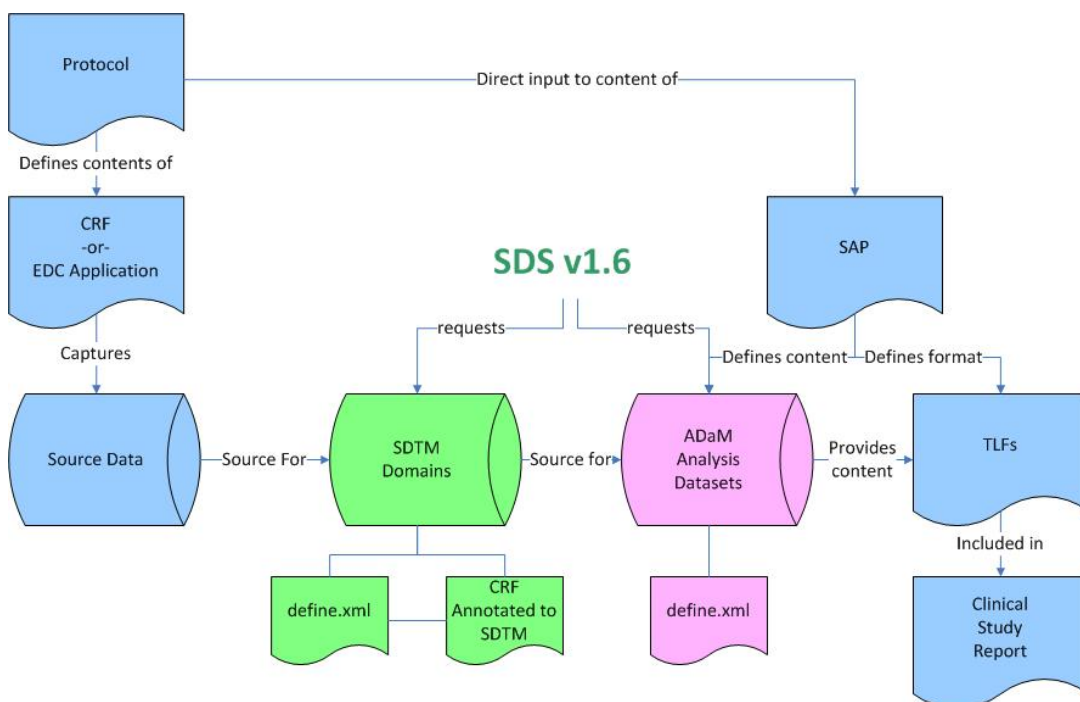 Protocol
Direct input to content of
Defines contents of
CRF
-or-
EDC Application
SAP
SDS v1.6
requests
requests
Captures
Defines content
Defines format
Source Data
Source For
SDTM
Domains
Source for
ADaM
Analysis
Datasets
Provides
content
TLFs
Included in
define.xml
CRF
Annotated to
SDTM
define.xml
Clinical
Study
Report